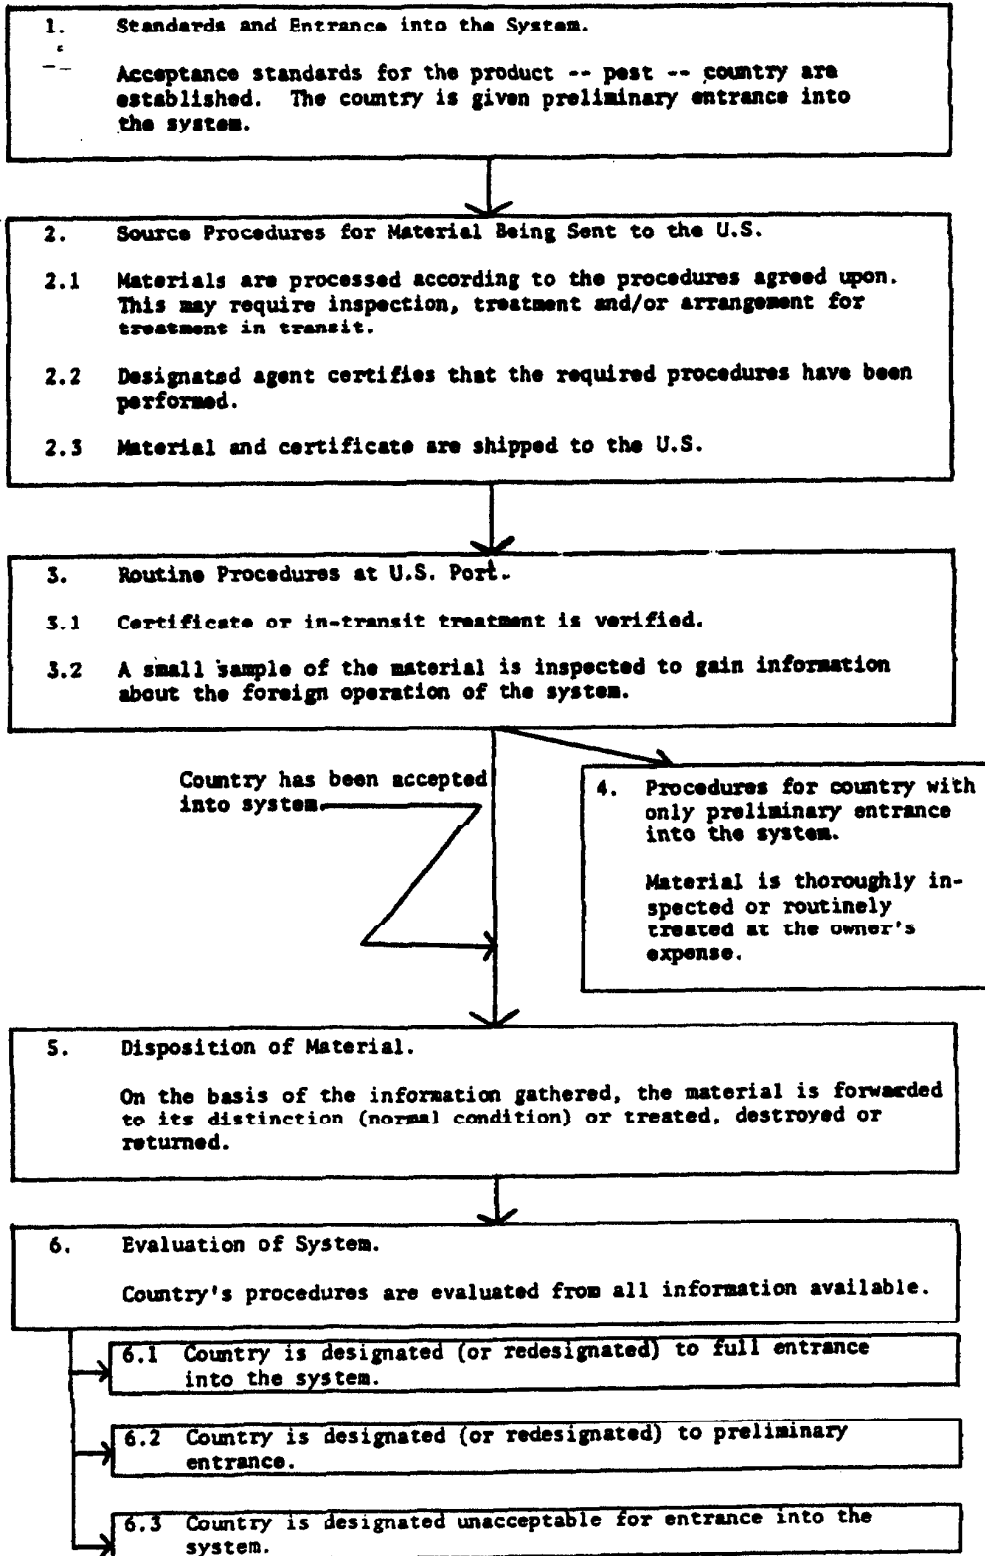 1. Standards and Entrance into the System.
Acceptance standards for the product -- pest -- country are
established. The country is given preliminary entrance into
the system.
2. Source Procedures for Material Being Sent to the U.S.
2.1 Materials are processed according to the procedures agreed upon.
This may require inspection, treatment and/or arrangement for
treatment in transit.
2.2 Designated agent certifies that the required procedures have been
performed.
2.3 Material and certificate are shipped to the U.S.
3. Routine Procedures at U.S. Port.
3.1 Certificate or in-transit treatment is verified.
3.2 A small sample of the material is inspected to gain information
about the foreign operation of the system.
Country has been accepted
into system.
4. Procedures for country with
only preliminary entrance
into the system.
Material is thoroughly in-
spected or routinely
treated at the owner's
expense.
5. Disposition of Material.
On the basis of the information gathered, the material is forwarded
to its distinction (normal condition) or treated, destroyed or
returned.
6. Evaluation of System.
Country's procedures are evaluated from all information available.
6.1 Country is designated (or redesignated) to full entrance
into the system.
6.2 Country is designated (or redesignated) to preliminary
entrance.
6.3 Country is designated unacceptable for entrance into the
system.